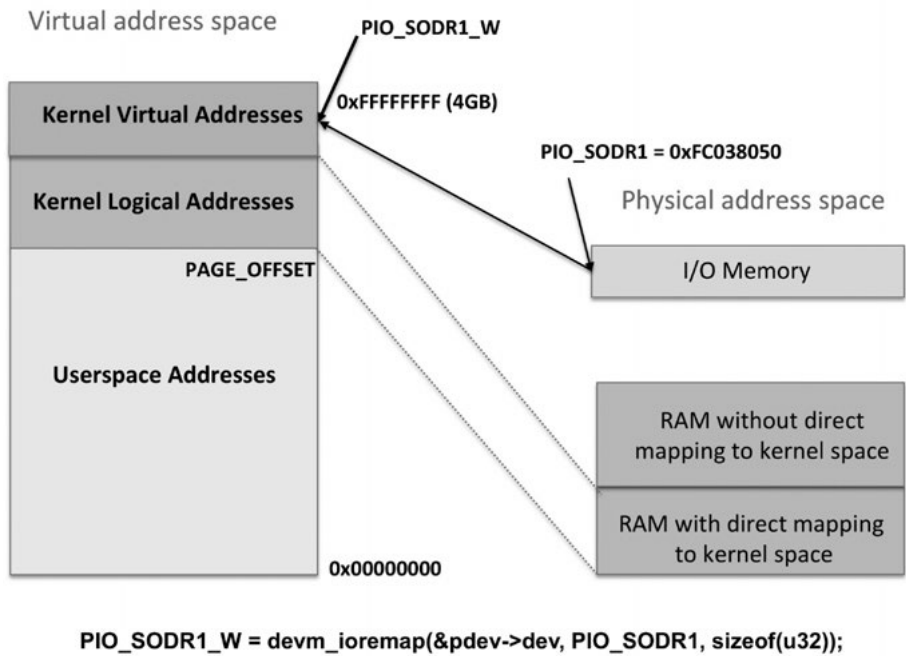 Virtual address space
PIO_SODR1_W
Kernel Virtual Addresses
0xFFFFFFFF (4GB)
PIO_SODR1 = 0xFC038050
Kernel Logical Addresses
Physical address space
PAGE_OFFSET
I/O Memory
Userspace Addresses
RAM without direct
mapping to kernel space
RAM with direct mapping
to kernel space
0x00000000
PIO_SODR1_W = devm_ioremap(&pdev->dev, PIO_SODR1, sizeof(u32));